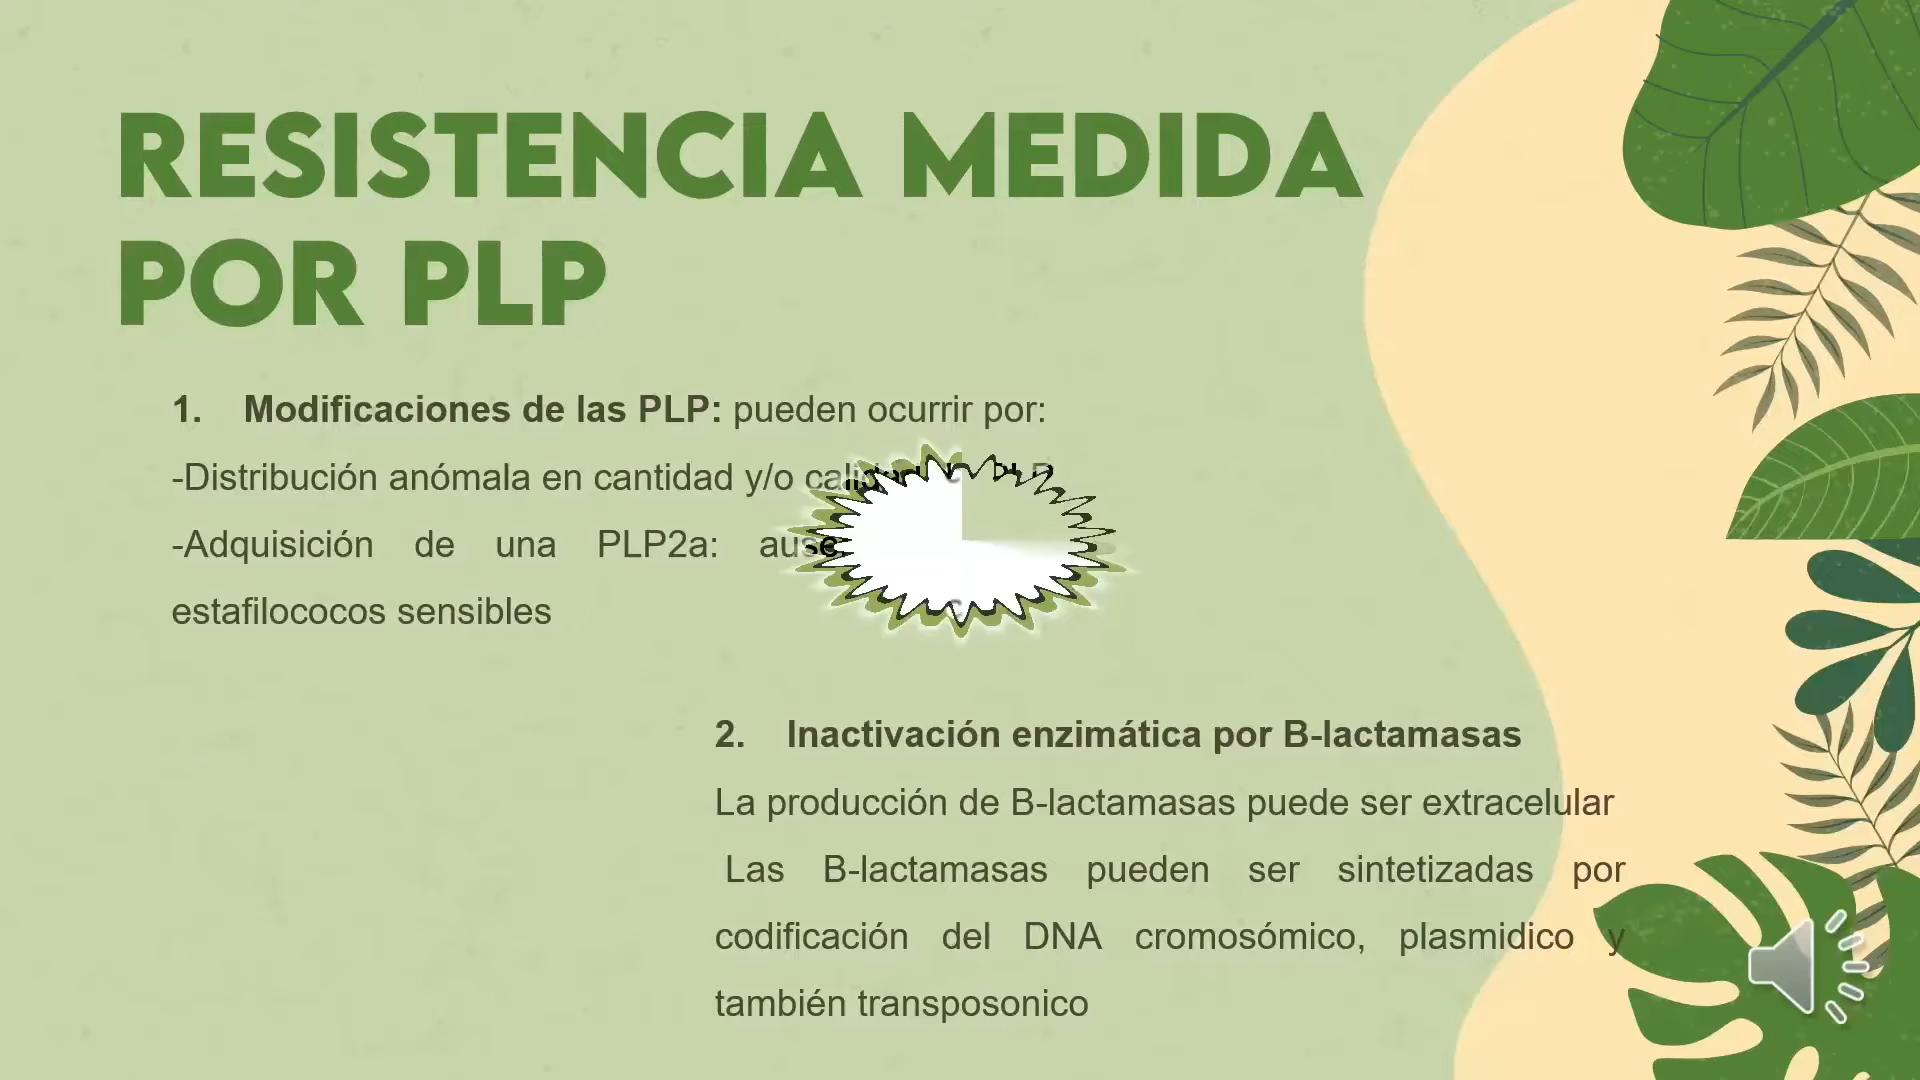 RESISTENCIA MEDIDA
POR PLP
1. Modificaciones de las PLP: pueden ocurrir por:
-Distribución anómala en cantidad y/o
-Adquisición de una PLP2a:
estafilococos sensibles
2. Inactivación enzimática por B-lactamasas
La producción de B-lactamasas puede ser extracelular
Las B-lactamasas pueden ser sintetizadas por
codificación del DNA cromosómico, plasmidico y
también transposonico